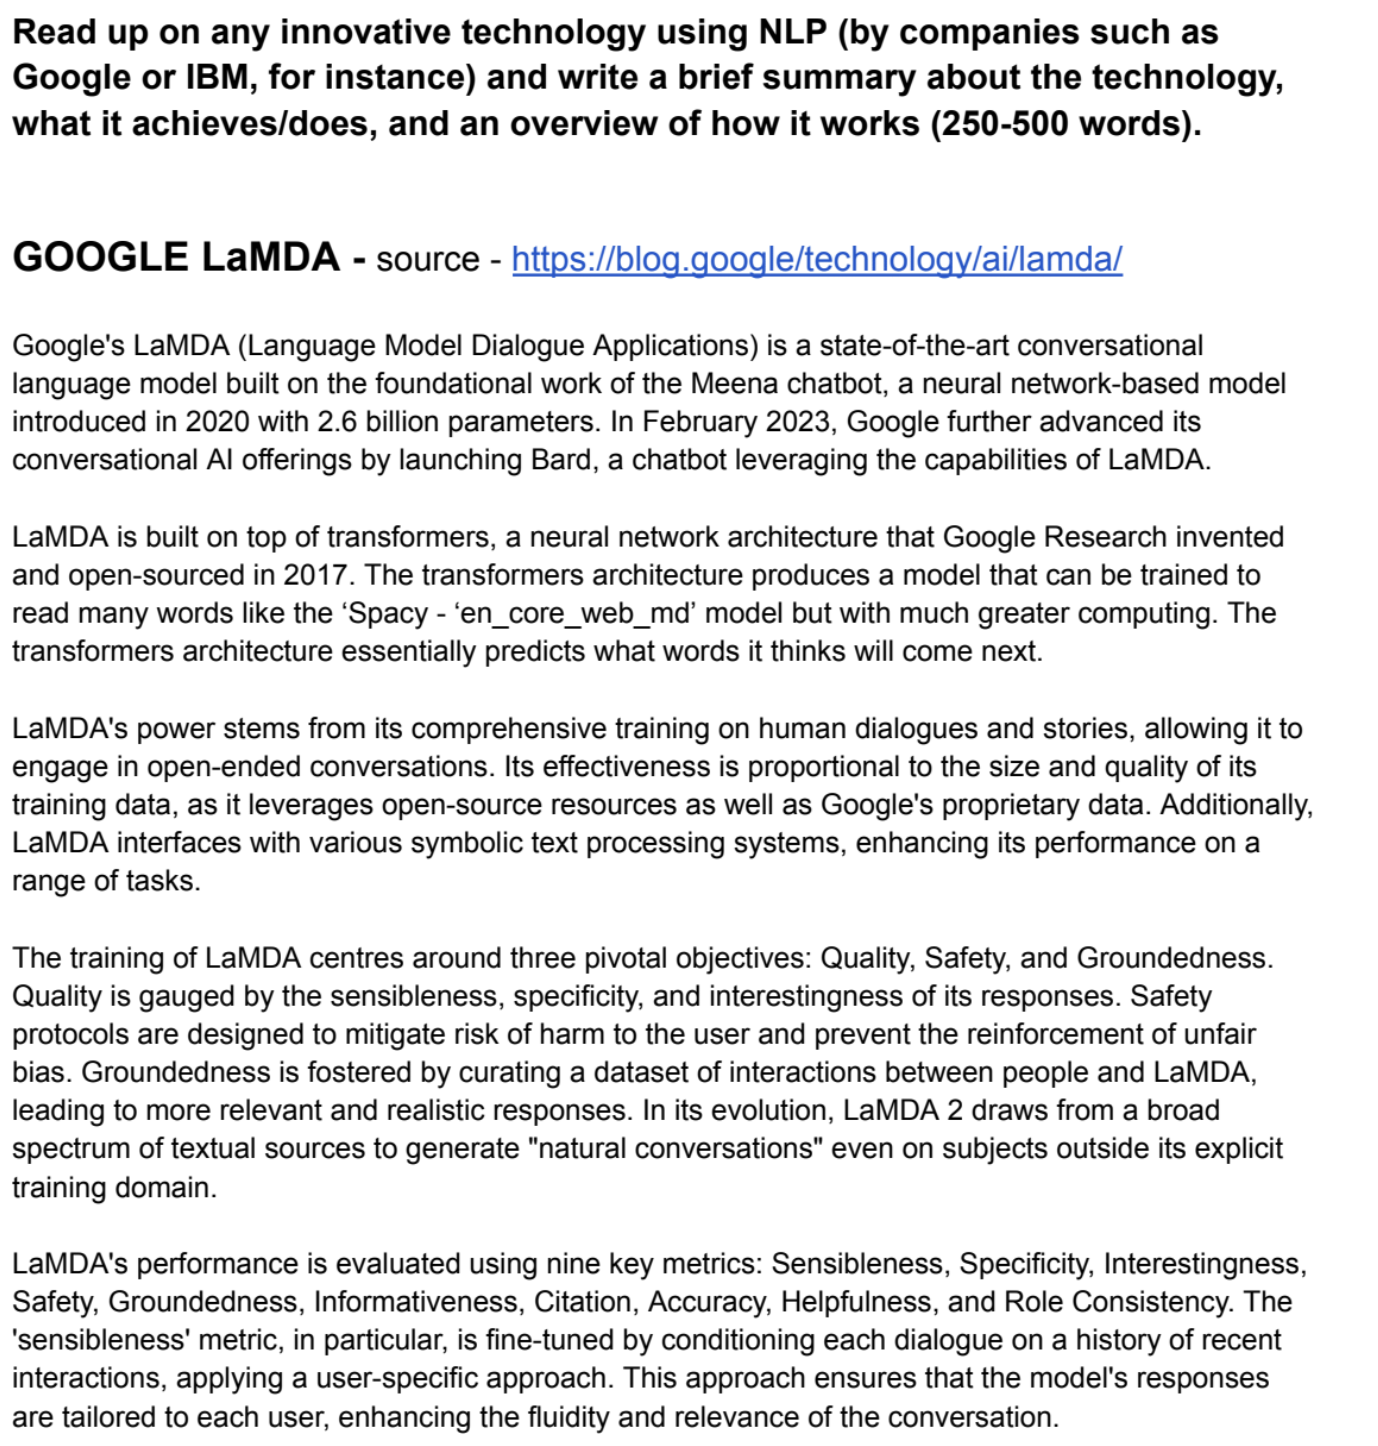 Read up on any innovative technology using NLP (by companies such as
Google or IBM, for instance) and write a brief summary about the technology,
what it achieves/does, and an overview of how it works (250-500 words).
GOOGLE LaMDA - source - https://blog.google/technology/ai/lamda/
Google's LaMDA (Language Model Dialogue Applications) is a state-of-the-art conversational
language model built on the foundational work of the Meena chatbot, a neural network-based model
introduced in 2020 with 2.6 billion parameters. In February 2023, Google further advanced its
conversational AI offerings by launching Bard, a chatbot leveraging the capabilities of LaMDA.
LaMDA is built on top of transformers, a neural network architecture that Google Research invented
and open-sourced in 2017. The transformers architecture produces a model that can be trained to
read many words like the ‘Spacy - ‘en_core_web_md’ model but with much greater computing. The
transformers architecture essentially predicts what words it thinks will come next.
LaMDA's power stems from its comprehensive training on human dialogues and stories, allowing it to
engage in open-ended conversations. Its effectiveness is proportional to the size and quality of its
training data, as it leverages open-source resources as well as Google's proprietary data. Additionally,
LaMDA interfaces with various symbolic text processing systems, enhancing its performance on a
range of tasks.
The training of LaMDA centres around three pivotal objectives: Quality, Safety, and Groundedness.
Quality is gauged by the sensibleness, specificity, and interestingness of its responses. Safety
protocols are designed to mitigate risk of harm to the user and prevent the reinforcement of unfair
bias. Groundedness is fostered by curating a dataset of interactions between people and LaMDA,
leading to more relevant and realistic responses. In its evolution, LaMDA 2 draws from a broad
spectrum of textual sources to generate "natural conversations" even on subjects outside its explicit
training domain.
LaMDA's performance is evaluated using nine key metrics: Sensibleness, Specificity, Interestingness,
Safety, Groundedness, Informativeness, Citation, Accuracy, Helpfulness, and Role Consistency. The
'sensibleness' metric, in particular, is fine-tuned by conditioning each dialogue on a history of recent
interactions, applying a user-specific approach. This approach ensures that the model's responses
are tailored to each user, enhancing the fluidity and relevance of the conversation.